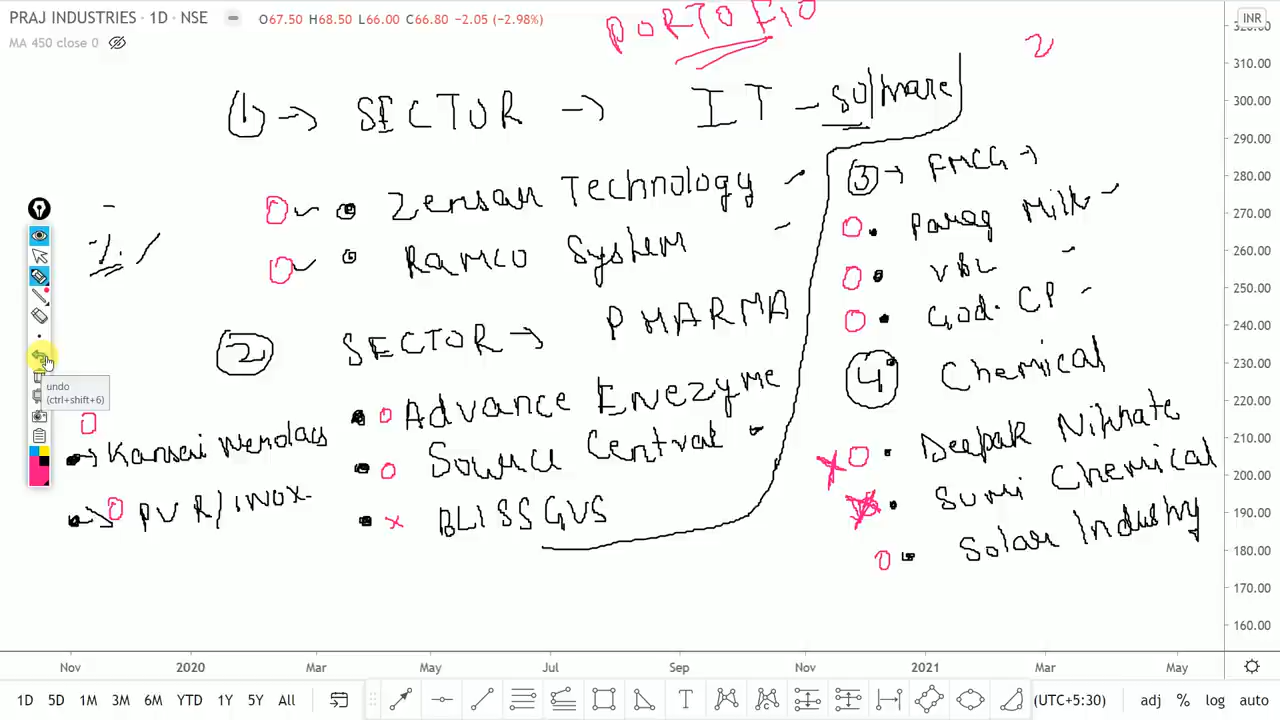 PRAJ INDUSTRIES · 1D · NSE O67.50 H68.50 L66.00 C66.80 −2.05 (−2.98%)
INR
MA 450 close 0
PORTOFIO
2
① → SECTOR → IT - Software
Zensar Technology
Ramco System
② SECTOR → PHARMA
Advance Enezyme
Source Central
BLISS GVS
Kansai Nerolacs
PVR/INOX
③ → FMCG →
Parag Milk
VBL
God. CP
④ Chemical
Deepak Nitrate
Sumi Chemical
Solar Industry
undo
(ctrl+shift+6)
320.00
310.00
300.00
290.00
280.00
270.00
260.00
250.00
240.00
230.00
220.00
210.00
200.00
190.00
180.00
170.00
160.00
Nov 2020 Mar May Jul Sep Nov 2021 Mar May
1D 5D 1M 3M 6M YTD 1Y 5Y All T (UTC+5:30) adj % log auto